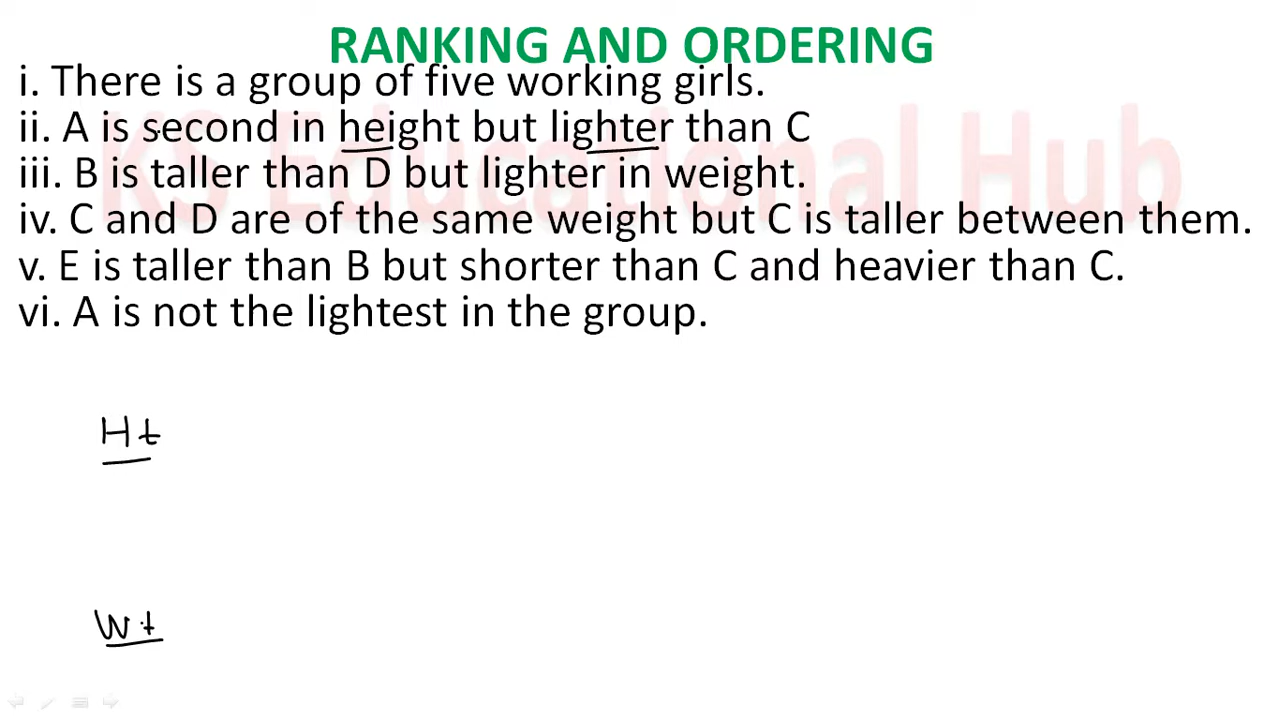 RANKING AND ORDERING
i. There is a group of five working girls.
ii. A is second in height but lighter than C
iii. B is taller than D but lighter in weight.
iv. C and D are of the same weight but C is taller between them.
v. E is taller than B but shorter than C and heavier than C.
vi. A is not the lightest in the group.
KS Educational Hub
Ht
Wt